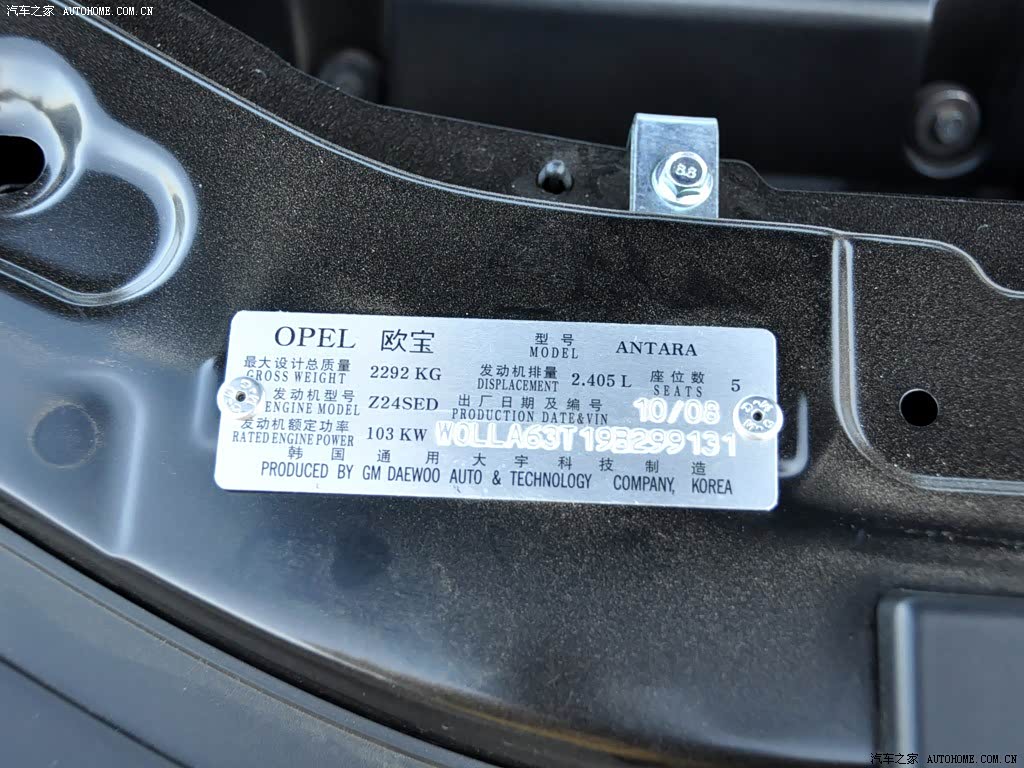 汽车之家 AUTOHOME.COM.CN
8.8
OPEL 欧宝 型号 ANTARA
MODEL
最大设计总质量 2292 KG 发动机排量 2.405 L 座位数 5
GROSS WEIGHT DISPLACEMENT SEATS
发动机型号 Z24SED 出厂日期及编号 10/08
ENGINE MODEL PRODUCTION DATE&VIN
发动机额定功率 103 KW W0LLA63T19B299131
RATED ENGINE POWER
韩国通用大宇科技制造
PRODUCED BY GM DAEWOO AUTO & TECHNOLOGY COMPANY, KOREA
汽车之家 AUTOHOME.COM.CN